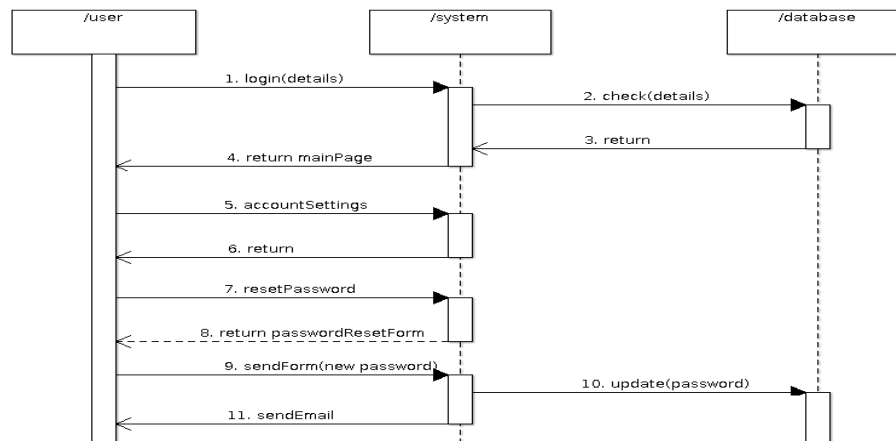 /user
/system
/database
1. login(details)
2. check(details)
3. return
4. return mainPage
5. accountSettings
6. return
7. resetPassword
8. return passwordResetForm
9. sendForm(new password)
10. update(password)
11. sendEmail